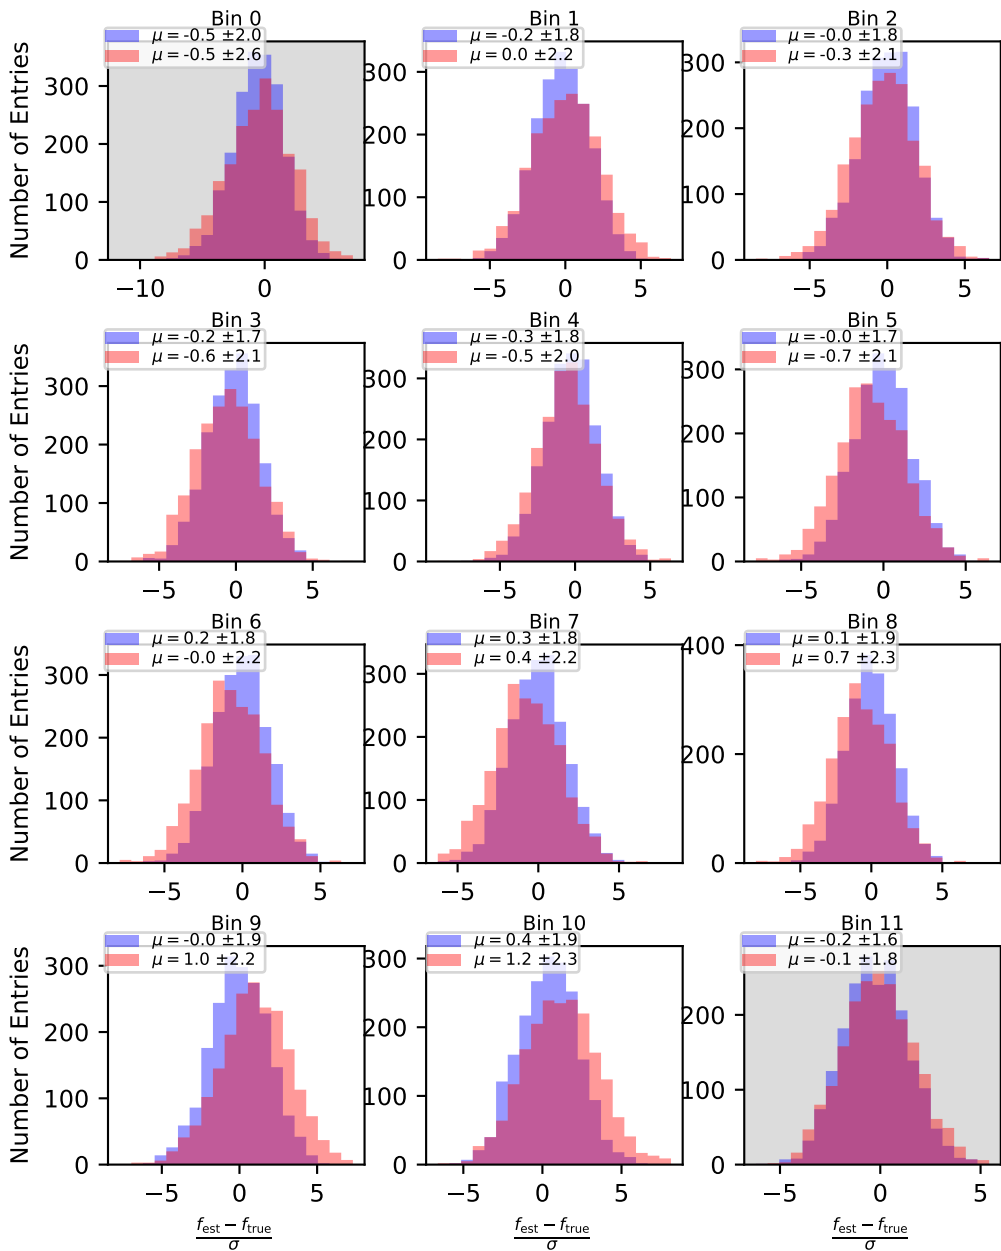 Bin 0
Bin 1
Bin 2
μ = -0.5 ±2.0
μ = -0.5 ±2.6
μ = -0.2 ±1.8
μ = 0.0 ±2.2
μ = -0.0 ±1.8
μ = -0.3 ±2.1
Number of Entries
300
200
100
0
−10
0
300
200
100
0
−5
0
5
300
200
100
0
−5
0
5
Bin 3
Bin 4
Bin 5
μ = -0.2 ±1.7
μ = -0.6 ±2.1
μ = -0.3 ±1.8
μ = -0.5 ±2.0
μ = -0.0 ±1.7
μ = -0.7 ±2.1
Number of Entries
300
200
100
0
−5
0
5
300
200
100
0
−5
0
5
300
200
100
0
−5
0
5
Bin 6
Bin 7
Bin 8
μ = 0.2 ±1.8
μ = -0.0 ±2.2
μ = 0.3 ±1.8
μ = 0.4 ±2.2
μ = 0.1 ±1.9
μ = 0.7 ±2.3
Number of Entries
300
200
100
0
−5
0
5
300
200
100
0
−5
0
5
400
200
0
−5
0
5
Bin 9
Bin 10
Bin 11
μ = -0.0 ±1.9
μ = 1.0 ±2.2
μ = 0.4 ±1.9
μ = 1.2 ±2.3
μ = -0.2 ±1.6
μ = -0.1 ±1.8
Number of Entries
300
200
100
0
−5
0
5
300
200
100
0
−5
0
5
200
100
0
−5
0
5
f_est − f_true
σ
f_est − f_true
σ
f_est − f_true
σ